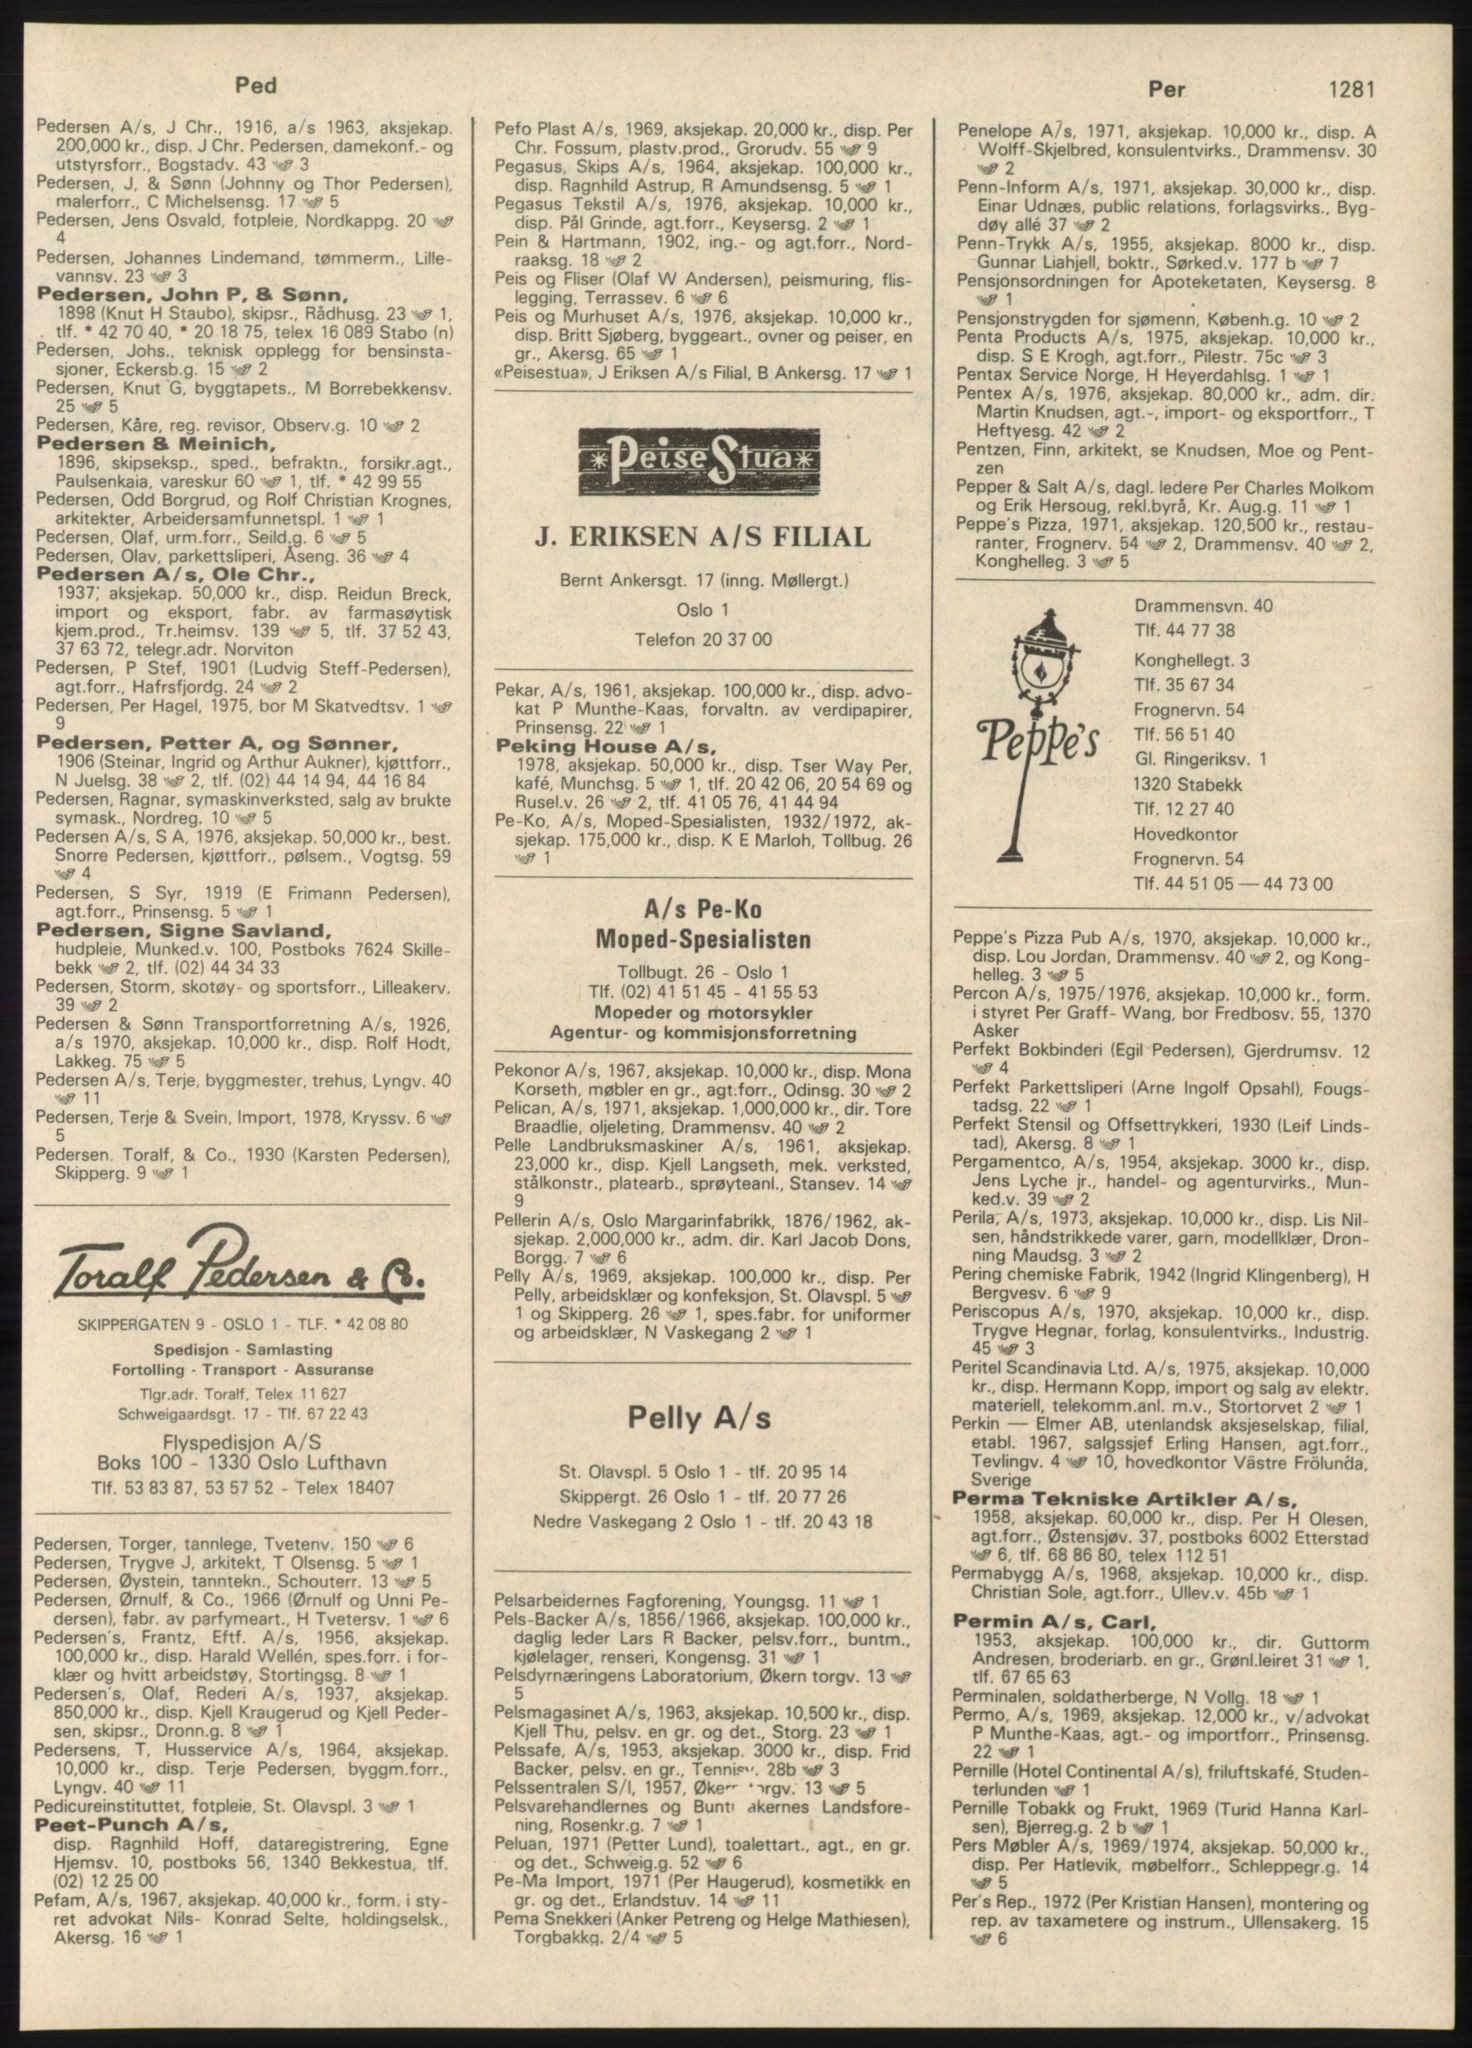 Ped
Per 1281
Pedersen A/s, J Chr., 1916, a/s 1963, aksjekap.
200,000 kr., disp. J Chr. Pedersen, damekonf.- og
utstyrsforr., Bogstadv. 43 3
Pedersen, J, & Sønn (Johnny og Thor Pedersen),
malerforr., C Michelsensg. 17 5
Pedersen, Jens Osvald, fotpleie, Nordkappg. 20
4
Pedersen, Johannes Lindemand, tømmerm., Lille-
vannsv. 23 3
Pedersen, John P, & Sønn,
1898 (Knut H Staubo), skipsr., Rådhusg. 23 1,
tlf. * 42 70 40, * 20 18 75, telex 16 089 Stabo (n)
Pedersen, Johs., teknisk opplegg for bensinsta-
sjoner, Eckersb.g. 15 2
Pedersen, Knut G, byggtapets., M Borrebekkensv.
25 5
Pedersen, Kåre, reg. revisor, Observ.g. 10 2
Pedersen & Meinich,
1896, skipseksp., sped., befraktn., forsikr.agt.,
Paulsenkaia, vareskur 60 1, tlf. * 42 99 55
Pedersen, Odd Borgrud, og Rolf Christian Krognes,
arkitekter, Arbeidersamfunnetspl. 1 1
Pedersen, Olaf, urm.forr., Seild.g. 6 5
Pedersen, Olav, parkettsliperi, Åseng. 36 4
Pedersen A/s, Ole Chr.,
1937, aksjekap. 50,000 kr., disp. Reidun Breck,
import og eksport, fabr. av farmasøytisk
kjem.prod., Tr.heimsv. 139 5, tlf. 37 52 43,
37 63 72, telegr.adr. Norviton
Pedersen, P Stef, 1901 (Ludvig Steff-Pedersen),
agt.forr., Hafrsfjordg. 24 2
Pedersen, Per Hagel, 1975, bor M Skatvedtsv. 1
9
Pedersen, Petter A, og Sønner,
1906 (Steinar, Ingrid og Arthur Aukner), kjøttforr.,
N Juelsg. 38 2, tlf. (02) 44 14 94, 44 16 84
Pedersen, Ragnar, symaskinverksted, salg av brukte
symask., Nordreg. 10 5
Pedersen A/s, S A, 1976, aksjekap. 50,000 kr., best.
Snorre Pedersen, kjøttforr., pølsem., Vogtsg. 59
4
Pedersen, S Syr, 1919 (E Frimann Pedersen),
agt.forr., Prinsensg. 5 1
Pedersen, Signe Savland,
hudpleie, Munked.v. 100, Postboks 7624 Skille-
bekk 2, tlf. (02) 44 34 33
Pedersen, Storm, skotøy- og sportsforr., Lilleakerv.
39 2
Pedersen & Sønn Transportforretning A/s, 1926,
a/s 1970, aksjekap. 10,000 kr., disp. Rolf Hodt,
Lakkeg. 75 5
Pedersen A/s, Terje, byggmester, trehus, Lyngv. 40
11
Pedersen, Terje & Svein, Import, 1978, Kryssv. 6
5
Pedersen. Toralf, & Co., 1930 (Karsten Pedersen),
Skipperg. 9 1
Toralf Pedersen & Co.
SKIPPERGATEN 9 - OSLO 1 - TLF. * 42 08 80
Spedisjon - Samlasting
Fortolling - Transport - Assuranse
Tlgr.adr. Toralf, Telex 11 627
Schweigaardsgt. 17 - Tlf. 67 22 43
Flyspedisjon A/S
Boks 100 - 1330 Oslo Lufthavn
Tlf. 53 83 87, 53 57 52 - Telex 18407
Pedersen, Torger, tannlege, Tvetenv. 150 6
Pedersen, Trygve J, arkitekt, T Olsensg. 5 1
Pedersen, Øystein, tanntekn., Schouterr. 13 5
Pedersen, Ørnulf, & Co., 1966 (Ørnulf og Unni Pe-
dersen), fabr. av parfymeart., H Tvetersv. 1 6
Pedersen's, Frantz, Eftf. A/s, 1956, aksjekap.
100,000 kr., disp. Harald Wellén, spes.forr. i for-
klær og hvitt arbeidstøy, Stortingsg. 8 1
Pedersen's, Olaf, Rederi A/s, 1937, aksjekap.
850,000 kr., disp. Kjell Kraugerud og Kjell Peder-
sen, skipsr., Dronn.g. 8 1
Pedersens, T, Husservice A/s, 1964, aksjekap.
10,000 kr., disp. Terje Pedersen, byggm.forr.,
Lyngv. 40 11
Pedicureinstituttet, fotpleie, St. Olavspl. 3 1
Peet-Punch A/s,
disp. Ragnhild Hoff, dataregistrering, Egne
Hjemsv. 10, postboks 56, 1340 Bekkestua, tlf.
(02) 12 25 00
Pefam, A/s, 1967, aksjekap. 40,000 kr., form. i sty-
ret advokat Nils- Konrad Selte, holdingselsk.,
Akersg. 16 1
Pefo Plast A/s, 1969, aksjekap. 20,000 kr., disp. Per
Chr. Fossum, plastv.prod., Grorudv. 55 9
Pegasus, Skips A/s, 1964, aksjekap. 100,000 kr.,
disp. Ragnhild Astrup, R Amundsensg. 5 1
Pegasus Tekstil A/s, 1976, aksjekap. 10,000 kr.,
disp. Pål Grinde, agt.forr., Keysersg. 2 1
Pein & Hartmann, 1902, ing.- og agt.forr., Nord-
raaksg. 18 2
Peis og Fliser (Olaf W Andersen), peismuring, flis-
legging, Terrassev. 6 6
Peis og Murhuset A/s, 1976, aksjekap. 10,000 kr.,
disp. Britt Sjøberg, byggeart., ovner og peiser, en
gr., Akersg. 65 1
«Peisestua», J Eriksen A/s Filial, B Ankersg. 17 1
*PeiseStua*
J. ERIKSEN A/S FILIAL
Bernt Ankersgt. 17 (inng. Møllergt.)
Oslo 1
Telefon 20 37 00
Pekar, A/s, 1961, aksjekap. 100,000 kr., disp. advo-
kat P Munthe-Kaas, forvaltn. av verdipapirer,
Prinsensg. 22 1
Peking House A/s,
1978, aksjekap. 50,000 kr., disp. Tser Way Per,
kafé, Munchsg. 5 1, tlf. 20 42 06, 20 54 69 og
Rusel.v. 26 2, tlf. 41 05 76, 41 44 94
Pe-Ko, A/s, Moped-Spesialisten, 1932/1972, ak-
sjekap. 175,000 kr., disp. K E Marloh, Tollbug. 26
1
A/s Pe-Ko
Moped-Spesialisten
Tollbugt. 26 - Oslo 1
Tlf. (02) 41 51 45 - 41 55 53
Mopeder og motorsykler
Agentur- og kommisjonsforretning
Pekonor A/s, 1967, aksjekap. 10,000 kr., disp. Mona
Korseth, møbler en gr., agt.forr., Odinsg. 30 2
Pelican, A/s, 1971, aksjekap. 1,000,000 kr., dir. Tore
Braadlie, oljeleting, Drammensv. 40 2
Pelle Landbruksmaskiner A/s, 1961, aksjekap.
23,000 kr., disp. Kjell Langseth, mek. verksted,
stålkonstr., platearb., sprøyteanl., Stansev. 14
9
Pellerin A/s, Oslo Margarinfabrikk, 1876/1962, ak-
sjekap. 2,000,000 kr., adm. dir. Karl Jacob Dons,
Borgg. 7 6
Pelly A/s, 1969, aksjekap. 100,000 kr., disp. Per
Pelly, arbeidsklær og konfeksjon, St. Olavspl. 5
1 og Skipperg. 26 1, spes.fabr. for uniformer
og arbeidsklær, N Vaskegang 2 1
Pelly A/s
St. Olavspl. 5 Oslo 1 - tlf. 20 95 14
Skippergt. 26 Oslo 1 - tlf. 20 77 26
Nedre Vaskegang 2 Oslo 1 - tlf. 20 43 18
Pelsarbeidernes Fagforening, Youngsg. 11 1
Pels-Backer A/s, 1856/1966, aksjekap. 100,000 kr.,
daglig leder Lars R Backer, pelsv.forr., buntm.,
kjølelager, renseri, Kongensg. 31 1
Pelsdyrnæringens Laboratorium, Økern torgv. 13
5
Pelsmagasinet A/s, 1963, aksjekap. 10,500 kr., disp.
Kjell Thu, pelsv. en gr. og det., Storg. 23 1
Pelssafe, A/s, 1953, aksjekap. 3000 kr., disp. Frid
Backer, pelsv. en gr., Tennisv. 28b 3
Pelssentralen S/l, 1957, Økern torgv. 13 5
Pelsvarehandlernes og Buntmakernes Landsfore-
ning, Rosenkr.g. 7 1
Peluan, 1971 (Petter Lund), toalettart., agt., en gr.
og det., Schweig.g. 52 6
Pe-Ma Import, 1971 (Per Haugerud), kosmetikk en
gr. og det., Erlandstuv. 14 11
Pema Snekkeri (Anker Petreng og Helge Mathiesen),
Torgbakkg. 2/4 5
Penelope A/s, 1971, aksjekap. 10,000 kr., disp. A
Wolff-Skjelbred, konsulentvirks., Drammensv. 30
2
Penn-Inform A/s, 1971, aksjekap. 30,000 kr., disp.
Einar Udnæs, public relations, forlagsvirks., Byg-
døy allé 37 2
Penn-Trykk A/s, 1955, aksjekap. 8000 kr., disp.
Gunnar Liahjell, boktr., Sørked.v. 177 b 7
Pensjonsordningen for Apoteketaten, Keysersg. 8
1
Pensjonstrygden for sjømenn, Københ.g. 10 2
Penta Products A/s, 1975, aksjekap. 10,000 kr.,
disp. S E Krogh, agt.forr., Pilestr. 75c 3
Pentax Service Norge, H Heyerdahlsg. 1 1
Pentex A/s, 1976, aksjekap. 80,000 kr., adm. dir.
Martin Knudsen, agt.-, import- og eksportforr., T
Heftyesg. 42 2
Pentzen, Finn, arkitekt, se Knudsen, Moe og Pent-
zen
Pepper & Salt A/s, dagl. ledere Per Charles Molkom
og Erik Hersoug, rekl.byrå, Kr. Aug.g. 11 1
Peppe's Pizza, 1971, aksjekap. 120,500 kr., restau-
ranter, Frognerv. 54 2, Drammensv. 40 2,
Konghelleg. 3 5
Peppe's
Drammensvn. 40
Tlf. 44 77 38
Konghellegt. 3
Tlf. 35 67 34
Frognervn. 54
Tlf. 56 51 40
Gl. Ringeriksv. 1
1320 Stabekk
Tlf. 12 27 40
Hovedkontor
Frognervn. 54
Tlf. 44 51 05 — 44 73 00
Peppe's Pizza Pub A/s, 1970, aksjekap. 10,000 kr.,
disp. Lou Jordan, Drammensv. 40 2, og Kong-
helleg. 3 5
Percon A/s, 1975/1976, aksjekap. 10,000 kr., form.
i styret Per Graff- Wang, bor Fredbosv. 55, 1370
Asker
Perfekt Bokbinderi (Egil Pedersen), Gjerdrumsv. 12
4
Perfekt Parkettsliperi (Arne Ingolf Opsahl), Fougs-
tadsg. 22 1
Perfekt Stensil og Offsettrykkeri, 1930 (Leif Linds-
tad), Akersg. 8 1
Pergamentco, A/s, 1954, aksjekap. 3000 kr., disp.
Jens Lyche jr., handel- og agenturvirks., Mun-
ked.v. 39 2
Perila, A/s, 1973, aksjekap. 10,000 kr., disp. Lis Nil-
sen, håndstrikkede varer, garn, modellklær, Dron-
ning Maudsg. 3 2
Pering chemiske Fabrik, 1942 (Ingrid Klingenberg), H
Bergvesv. 6 9
Periscopus A/s, 1970, aksjekap. 10,000 kr., disp.
Trygve Hegnar, forlag, konsulentvirks., Industrig.
45 3
Peritel Scandinavia Ltd. A/s, 1975, aksjekap. 10,000
kr., disp. Hermann Kopp, import og salg av elektr.
materiell, telekomm.anl. m.v., Stortorvet 2 1
Perkin — Elmer AB, utenlandsk aksjeselskap, filial,
etabl. 1967, salgssjef Erling Hansen, agt.forr.,
Tevlingv. 4 10, hovedkontor Västre Frölunda,
Sverige
Perma Tekniske Artikler A/s,
1958, aksjekap. 60,000 kr., disp. Per H Olesen,
agt.forr., Østensjøv. 37, postboks 6002 Etterstad
6, tlf. 68 86 80, telex 112 51
Permabygg A/s, 1968, aksjekap. 10,000 kr., disp.
Christian Sole, agt.forr., Ullev.v. 45b 1
Permin A/s, Carl,
1953, aksjekap. 100,000 kr., dir. Guttorm
Andresen, broderiarb. en gr., Grønl.leiret 31 1,
tlf. 67 65 63
Perminalen, soldatherberge, N Vollg. 18 1
Permo, A/s, 1969, aksjekap. 12,000 kr., v/advokat
P Munthe-Kaas, agt.- og importforr., Prinsensg.
22 1
Pernille (Hotel Continental A/s), friluftskafé, Studen-
terlunden 1
Pernille Tobakk og Frukt, 1969 (Turid Hanna Karl-
sen), Bjerreg.g. 2 b 1
Pers Møbler A/s, 1969/1974, aksjekap. 50,000 kr.,
disp. Per Hatlevik, møbelforr., Schleppegr.g. 14
5
Per's Rep., 1972 (Per Kristian Hansen), montering og
rep. av taxametere og instrum., Ullensakerg. 15
6